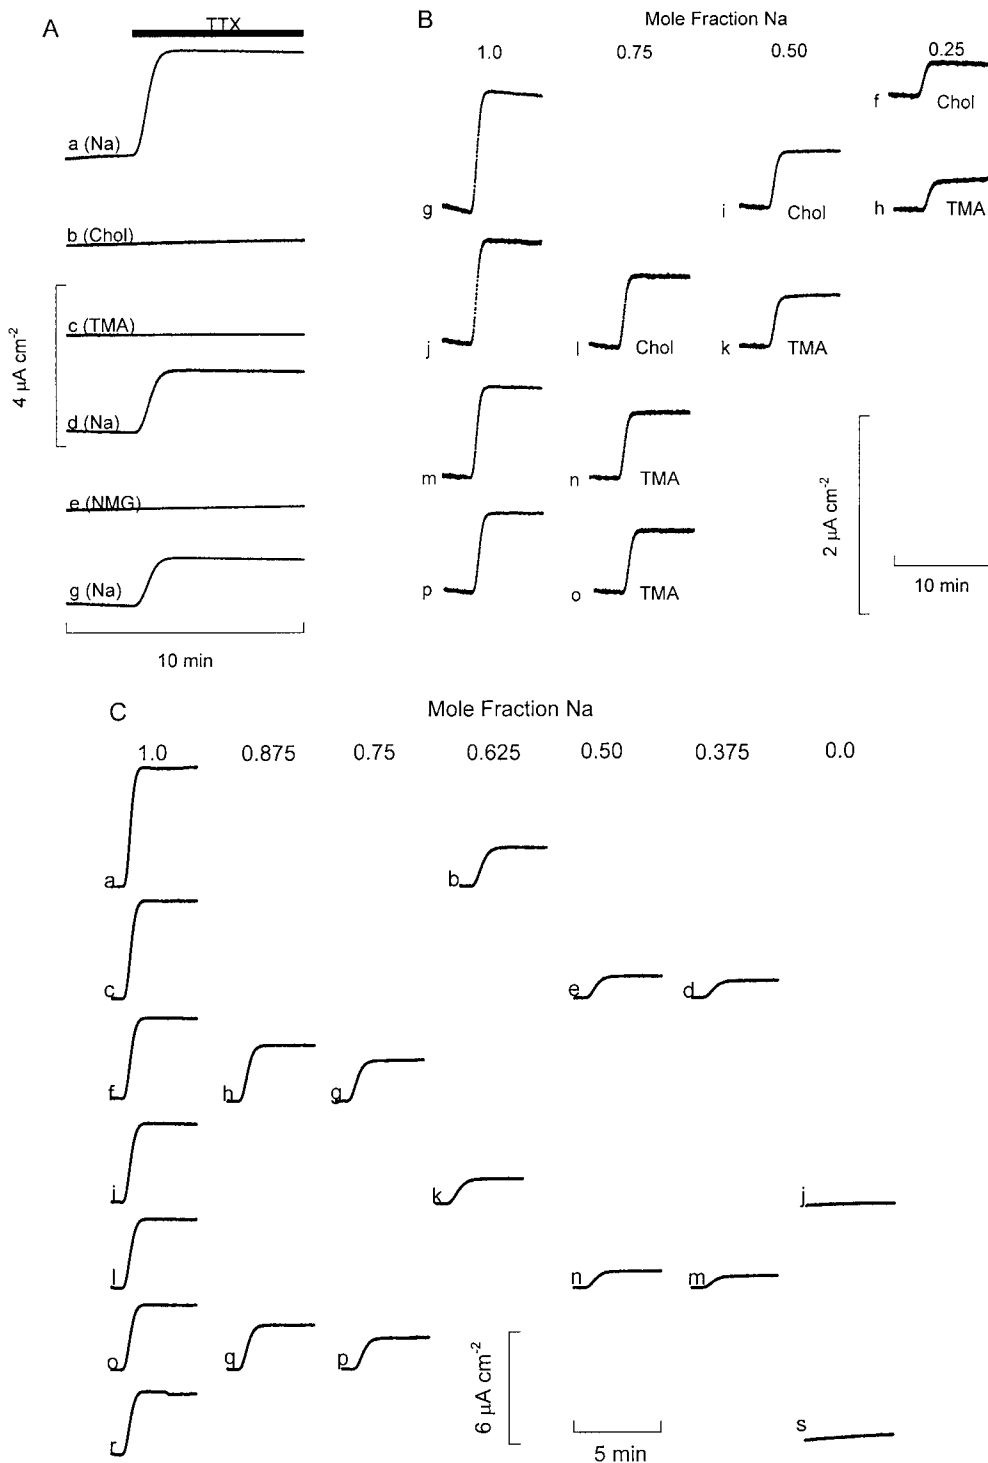 A
TTX
a (Na)
b (Chol)
c (TMA)
4 µA cm-2
d (Na)
e (NMG)
g (Na)
10 min
B
Mole Fraction Na
1.0 0.75 0.50 0.25
f Chol
g i Chol h TMA
j l Chol k TMA
m n TMA
p o TMA
2 µA cm-2
10 min
C
Mole Fraction Na
1.0 0.875 0.75 0.625 0.50 0.375 0.0
a b
c e d
f h g
i k j
l n m
o q p
6 µA cm-2
5 min
r s